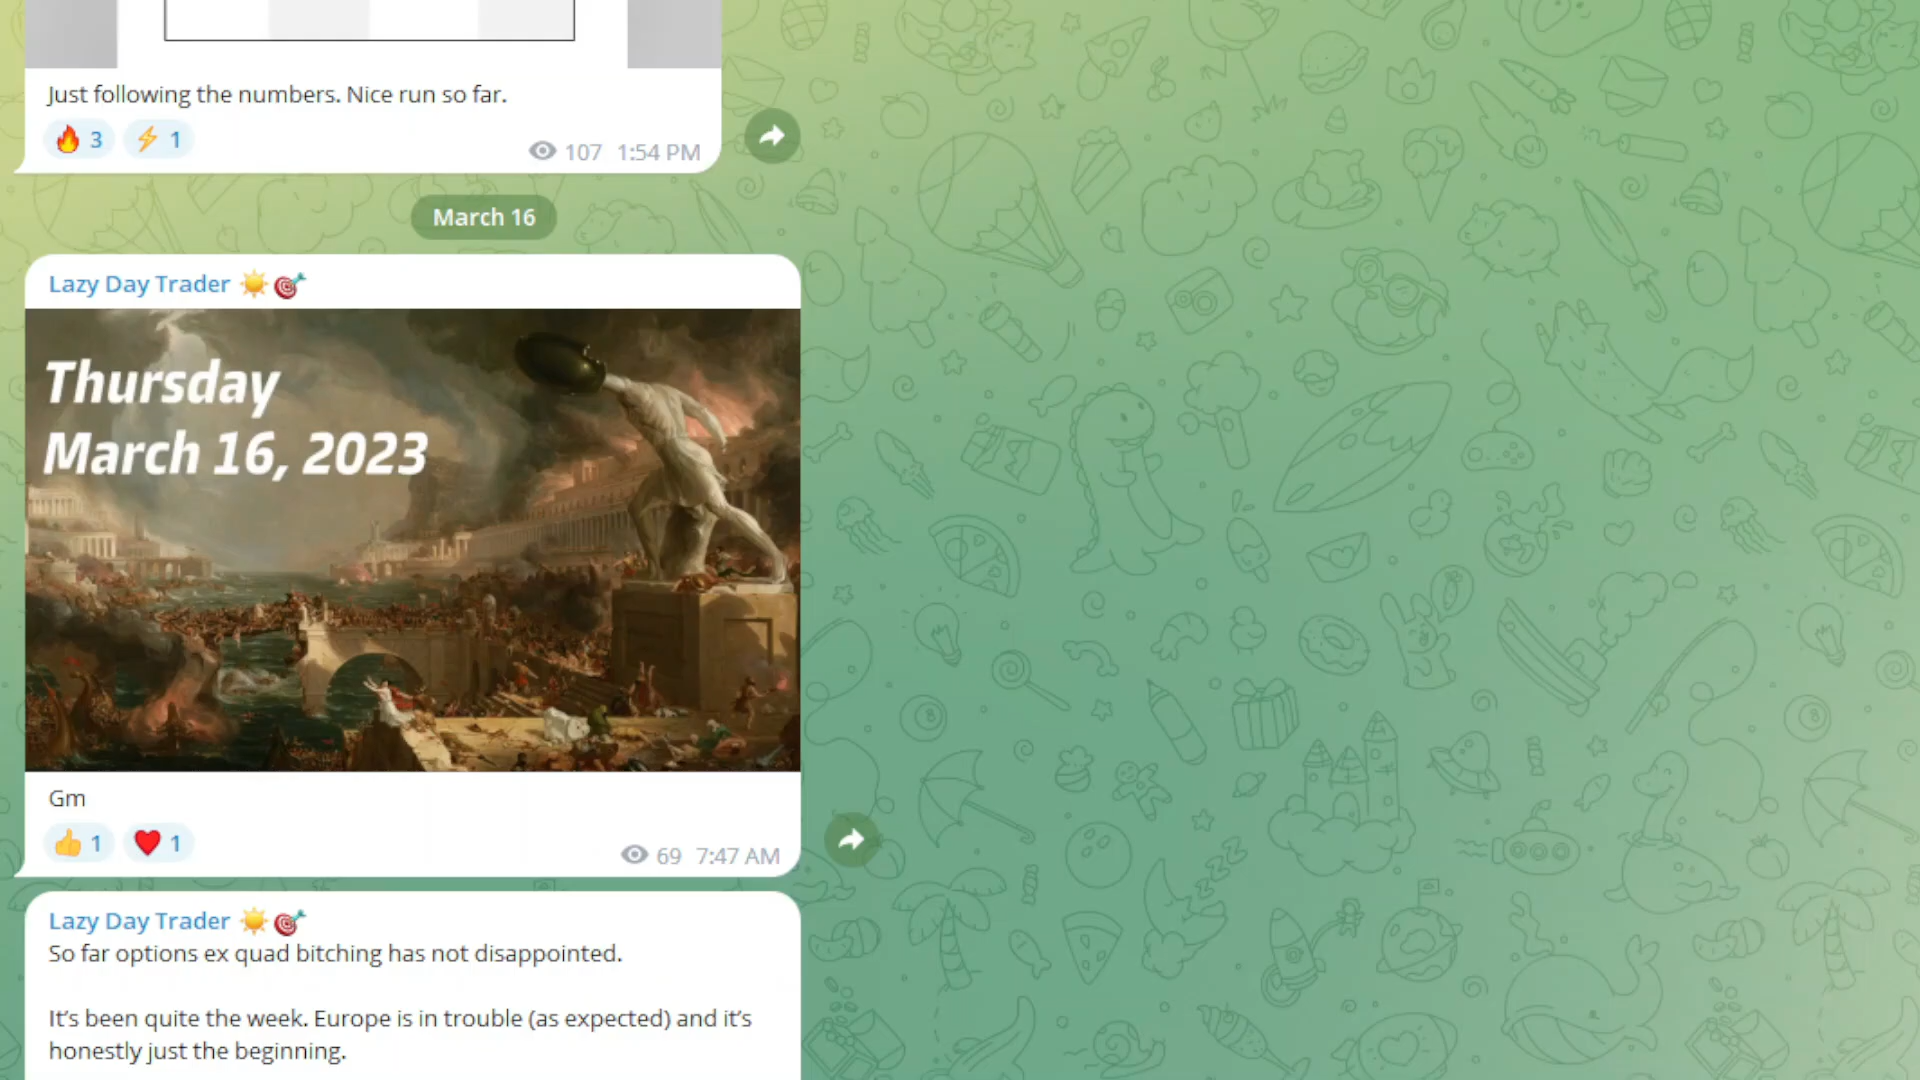 Just following the numbers. Nice run so far.
🔥 3 ⚡ 1
107 1:54 PM
March 16
Lazy Day Trader ☀️🎯
Thursday
March 16, 2023
Gm
👍 1 ❤️ 1
69 7:47 AM
Lazy Day Trader ☀️🎯
So far options ex quad bitching has not disappointed.
It’s been quite the week. Europe is in trouble (as expected) and it’s
honestly just the beginning.